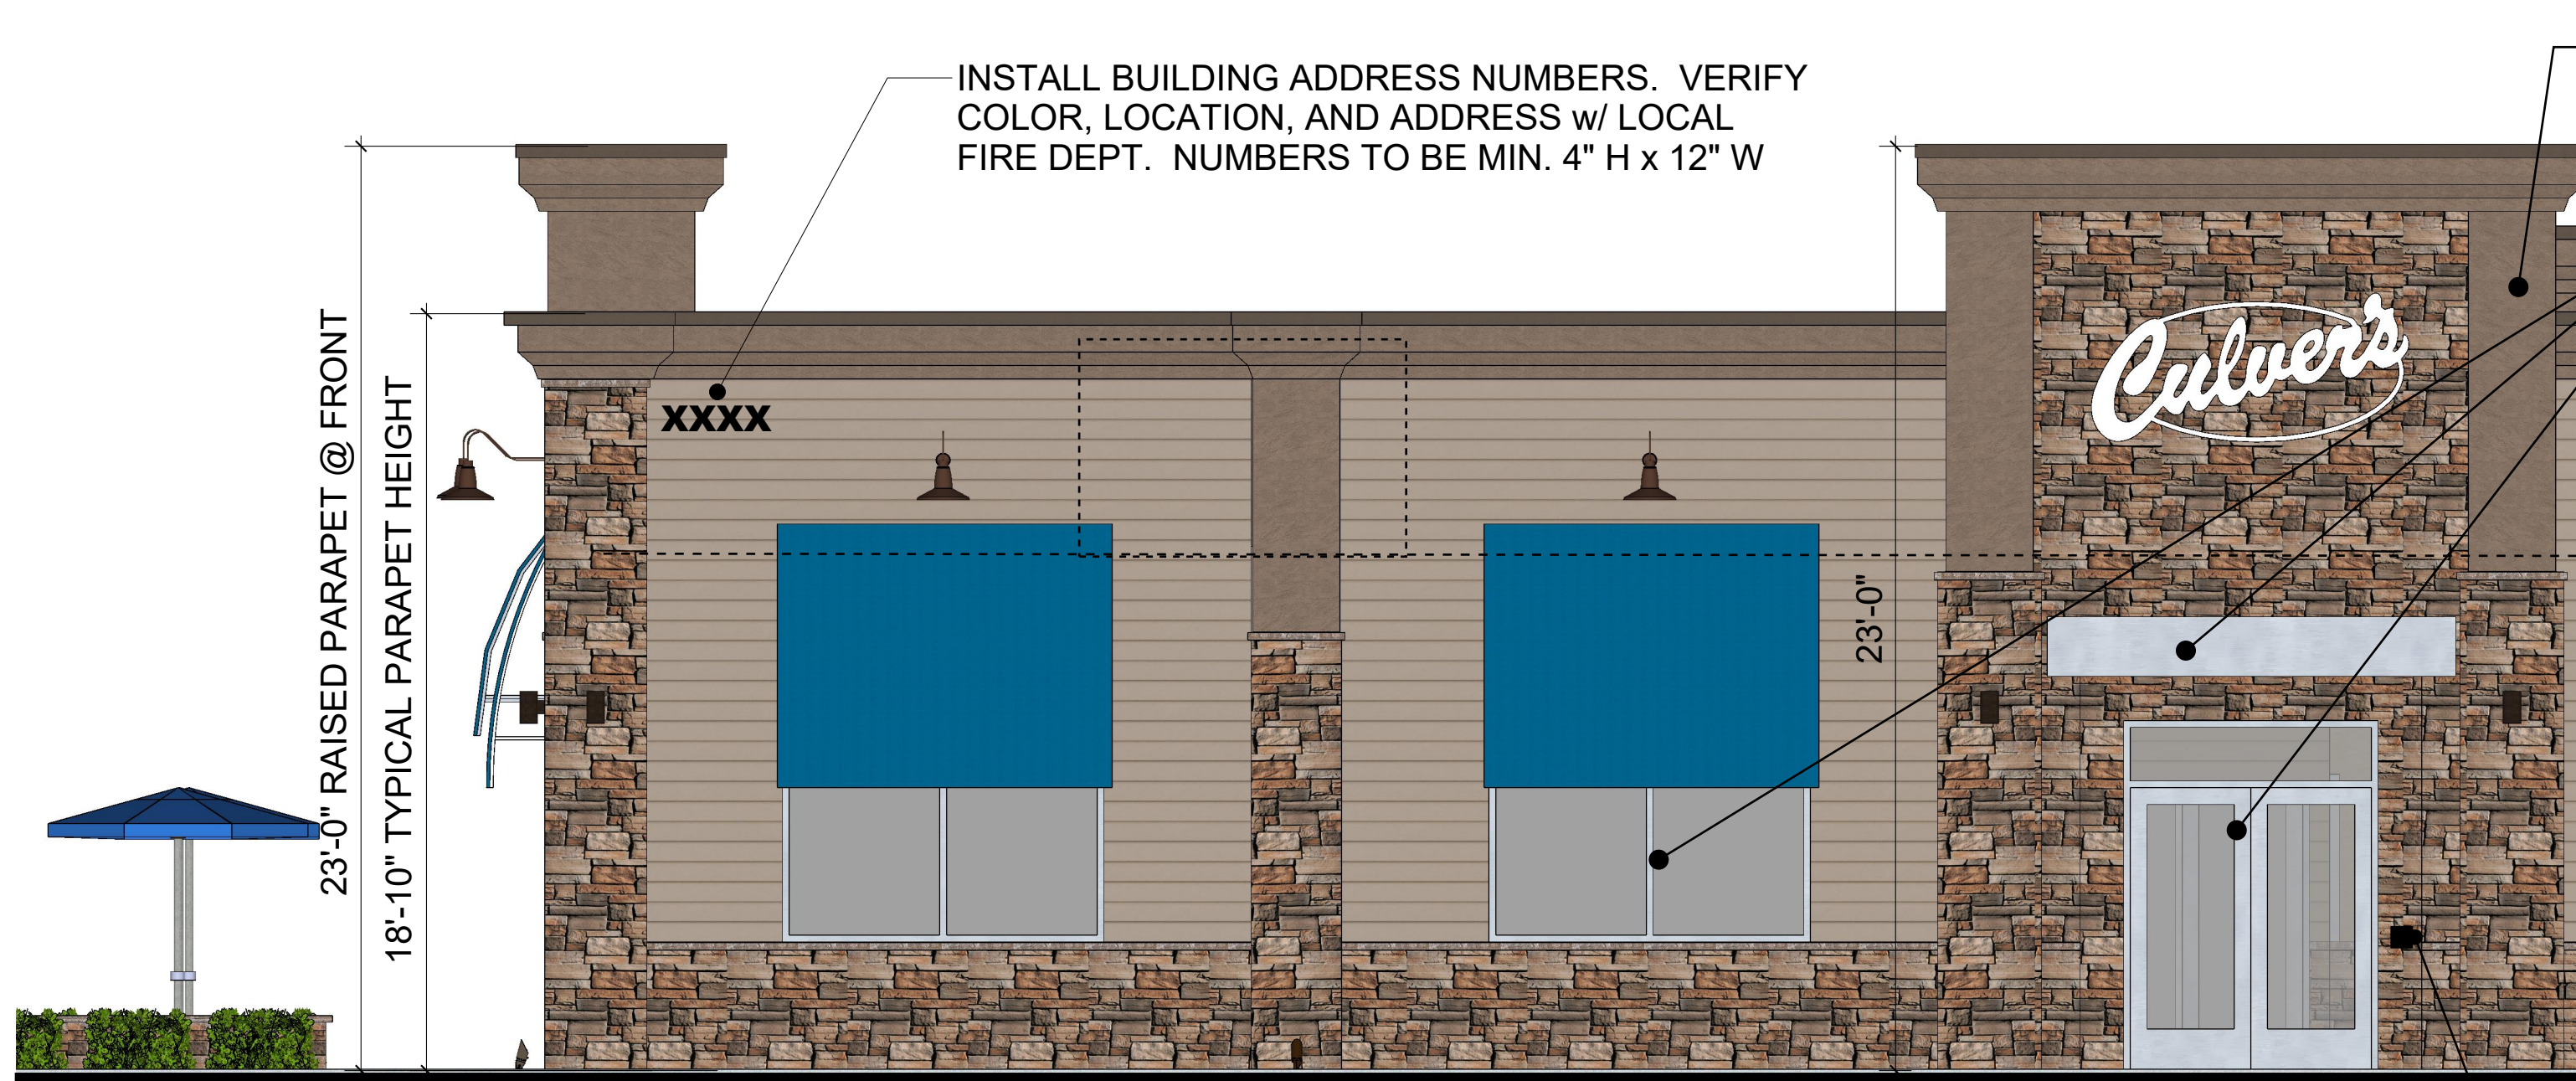 INSTALL BUILDING ADDRESS NUMBERS.  VERIFY
COLOR, LOCATION, AND ADDRESS w/ LOCAL
FIRE DEPT.  NUMBERS TO BE MIN. 4" H x 12" W
23'-0" RAISED PARAPET @ FRONT
18'-10" TYPICAL PARAPET HEIGHT
XXXX
23'-0"
Culver's